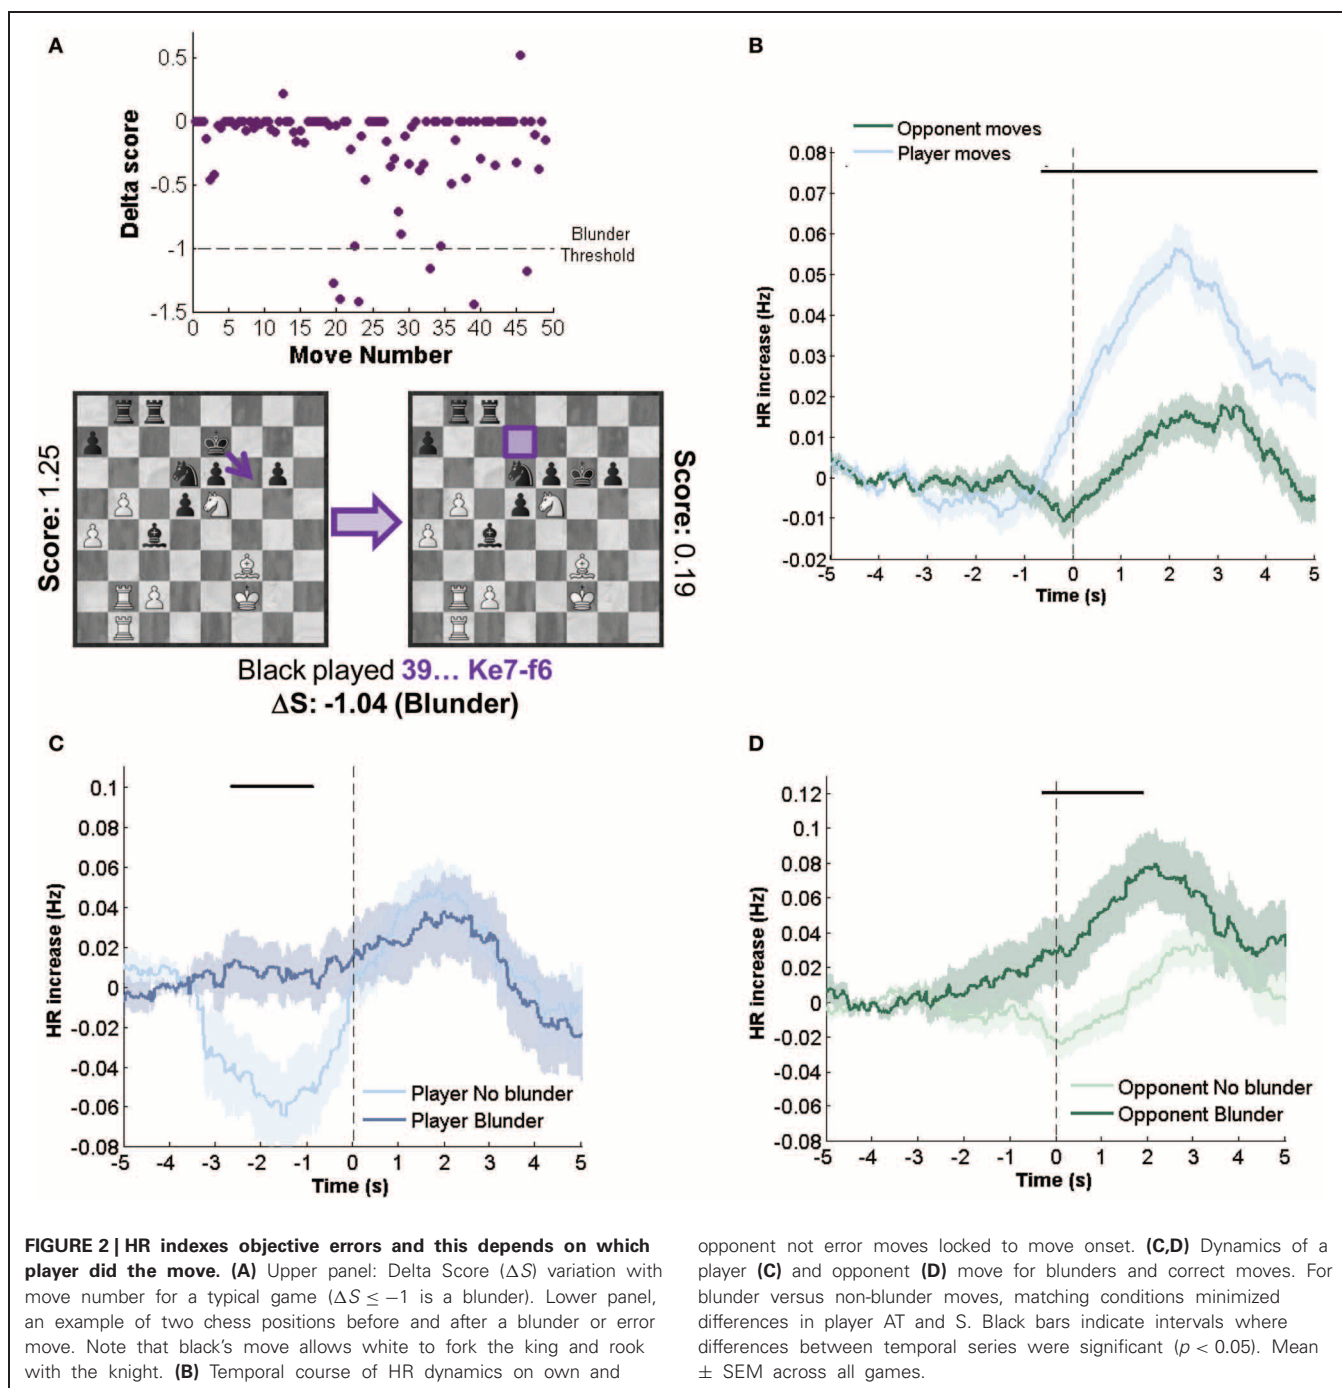 A
0.5
0
-0.5
-1
-1.5
Delta score
Blunder
Threshold
0 5 10 15 20 25 30 35 40 45 50
Move Number
Score: 1.25
Score: 0.19
Black played 39... Ke7-f6
ΔS: -1.04 (Blunder)
B
Opponent moves
Player moves
0.08
0.07
0.06
0.05
0.04
0.03
0.02
0.01
0
-0.01
-0.02
HR increase (Hz)
-5 -4 -3 -2 -1 0 1 2 3 4 5
Time (s)
C
0.1
0.08
0.06
0.04
0.02
0
-0.02
-0.04
-0.06
-0.08
HR increase (Hz)
Player No blunder
Player Blunder
-5 -4 -3 -2 -1 0 1 2 3 4 5
Time (s)
D
0.12
0.1
0.08
0.06
0.04
0.02
0
-0.02
-0.04
-0.06
-0.08
HR increase (Hz)
Opponent No blunder
Opponent Blunder
-5 -4 -3 -2 -1 0 1 2 3 4 5
Time (s)
FIGURE 2 | HR indexes objective errors and this depends on which
player did the move. (A) Upper panel: Delta Score (ΔS) variation with
move number for a typical game (ΔS ≤ −1 is a blunder). Lower panel,
an example of two chess positions before and after a blunder or error
move. Note that black's move allows white to fork the king and rook
with the knight. (B) Temporal course of HR dynamics on own and
opponent not error moves locked to move onset. (C,D) Dynamics of a
player (C) and opponent (D) move for blunders and correct moves. For
blunder versus non-blunder moves, matching conditions minimized
differences in player AT and S. Black bars indicate intervals where
differences between temporal series were significant (p < 0.05). Mean
± SEM across all games.